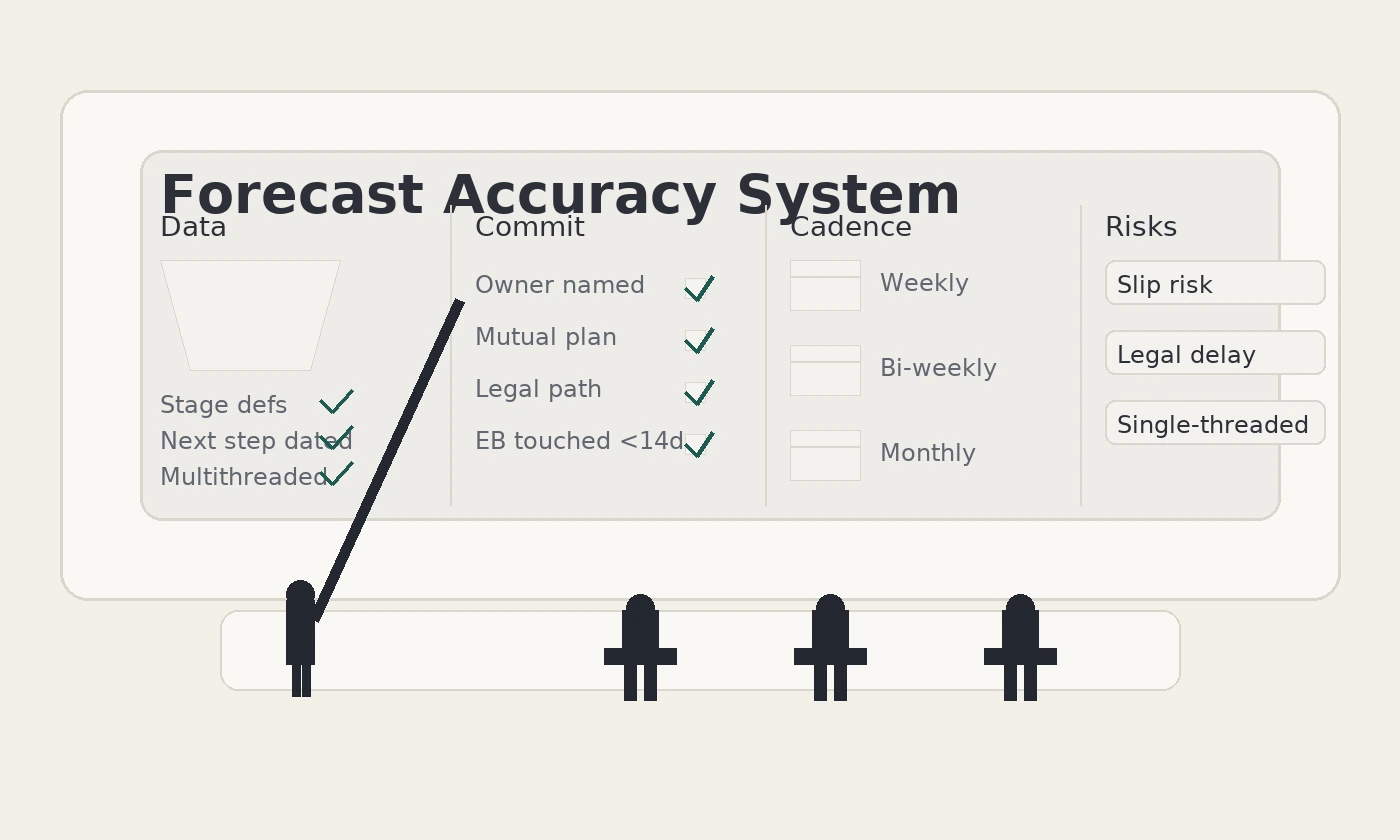 Forecast Accuracy System
Data
Stage defs
Next step dated
Multithreaded
Commit
Owner named
Mutual plan
Legal path
EB touched <14d
Cadence
Weekly
Bi-weekly
Monthly
Risks
Slip risk
Legal delay
Single-threaded